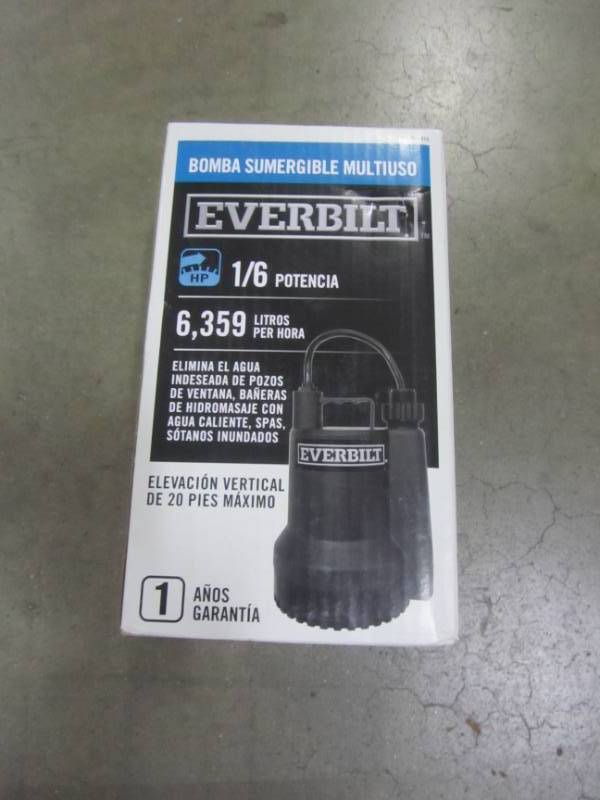 BOMBA SUMERGIBLE MULTIUSO
EVERBILT
TM
HP
1/6 POTENCIA
6,359 LITROS
PER HORA
ELIMINA EL AGUA
INDESEADA DE POZOS
DE VENTANA, BAÑERAS
DE HIDROMASAJE CON
AGUA CALIENTE, SPAS,
SÓTANOS INUNDADOS
EVERBILT
ELEVACIÓN VERTICAL
DE 20 PIES MÁXIMO
1 AÑOS
GARANTÍA